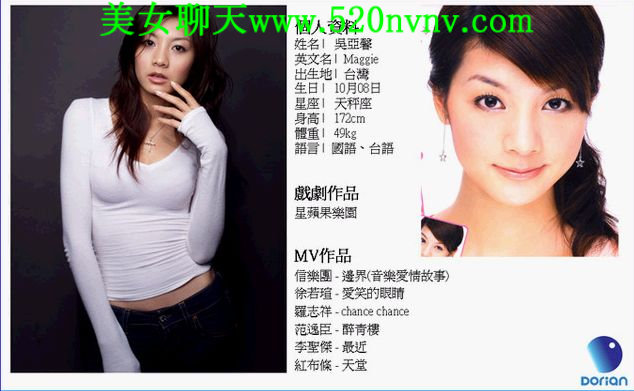 美女聊天www.520nvnv.com
個人資料
姓名| 吳亞馨
英文名| Maggie
出生地| 台灣
生日| 10月08日
星座| 天秤座
身高| 172cm
體重| 49kg
語言| 國語、台語
戲劇作品
星蘋果樂園
MV作品
信樂團 - 邊界(音樂愛情故事)
徐若瑄 - 愛笑的眼睛
羅志祥 - chance chance
范逸臣 - 醉青樓
李聖傑 - 最近
紅布條 - 天堂
Dorian